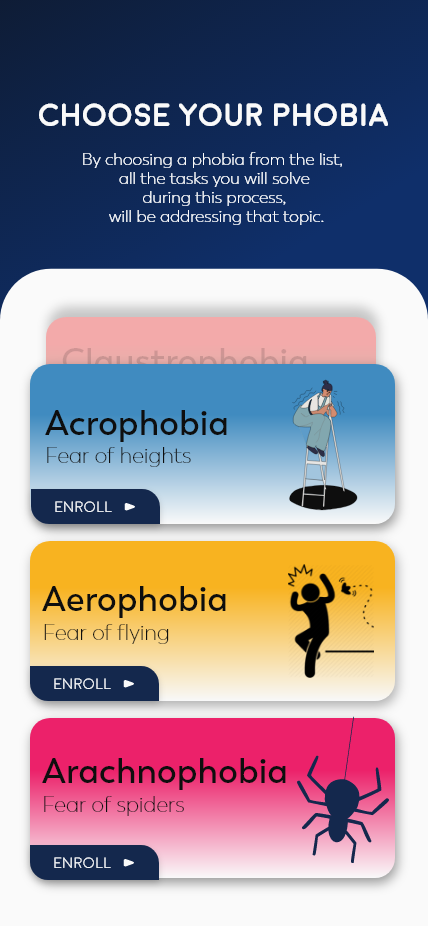 CHOOSE YOUR PHOBIA
By choosing a phobia from the list,
all the tasks you will solve
during this process,
will be addressing that topic.
Claustrophobia
Acrophobia
Fear of heights
ENROLL
Aerophobia
Fear of flying
ENROLL
Arachnophobia
Fear of spiders
ENROLL